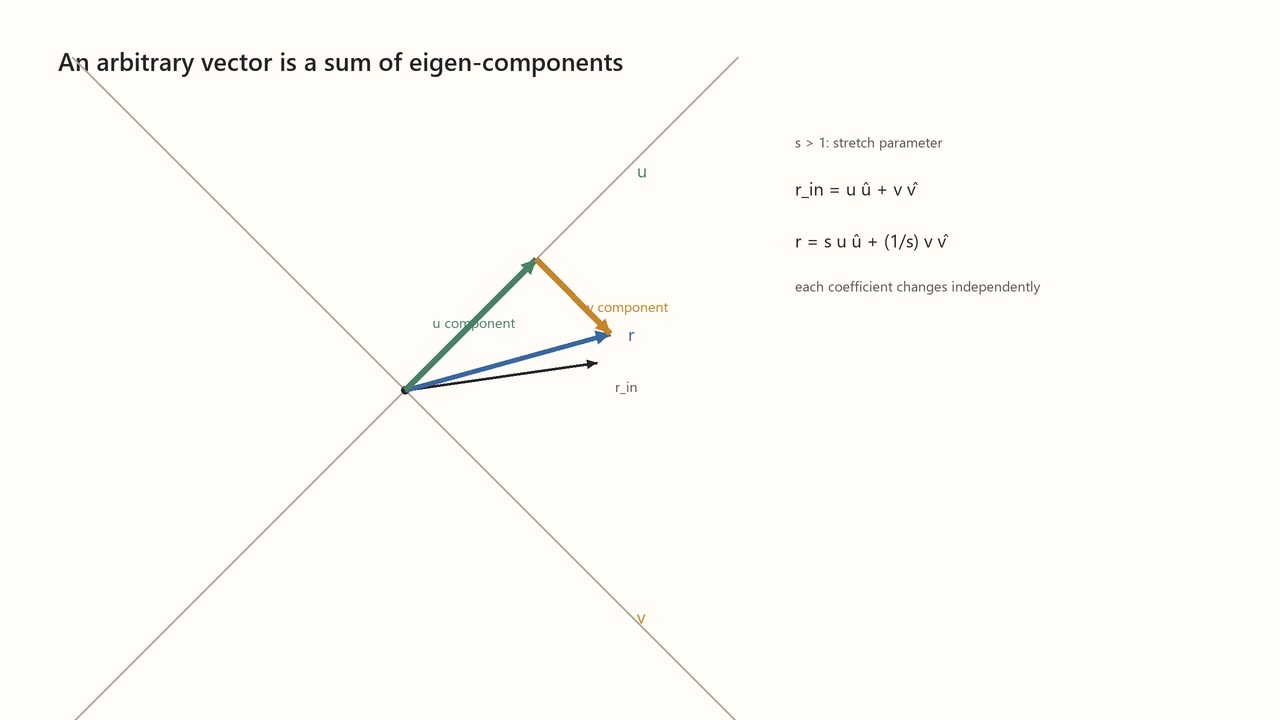 An arbitrary vector is a sum of eigen-components
s > 1: stretch parameter
u
r_in = u û + v v̂
r = s u û + (1/s) v v̂
each coefficient changes independently
v component
u component
r
r_in
v